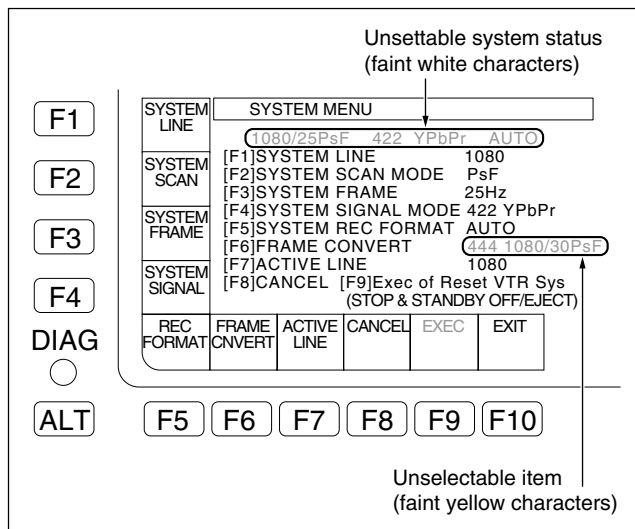 Unsettable system status
(faint white characters)
F1
F2
F3
F4
DIAG
ALT
SYSTEM
LINE
SYSTEM
SCAN
SYSTEM
FRAME
SYSTEM
SIGNAL
SYSTEM MENU
1080/25PsF 422 YPbPr AUTO
[F1]SYSTEM LINE 1080
[F2]SYSTEM SCAN MODE PsF
[F3]SYSTEM FRAME 25Hz
[F4]SYSTEM SIGNAL MODE 422 YPbPr
[F5]SYSTEM REC FORMAT AUTO
[F6]FRAME CONVERT 444 1080/30PsF
[F7]ACTIVE LINE 1080
[F8]CANCEL [F9]Exec of Reset VTR Sys
(STOP & STANDBY OFF/EJECT)
REC
FORMAT
FRAME
CNVERT
ACTIVE
LINE
CANCEL
EXEC
EXIT
F5
F6
F7
F8
F9
F10
Unselectable item
(faint yellow characters)